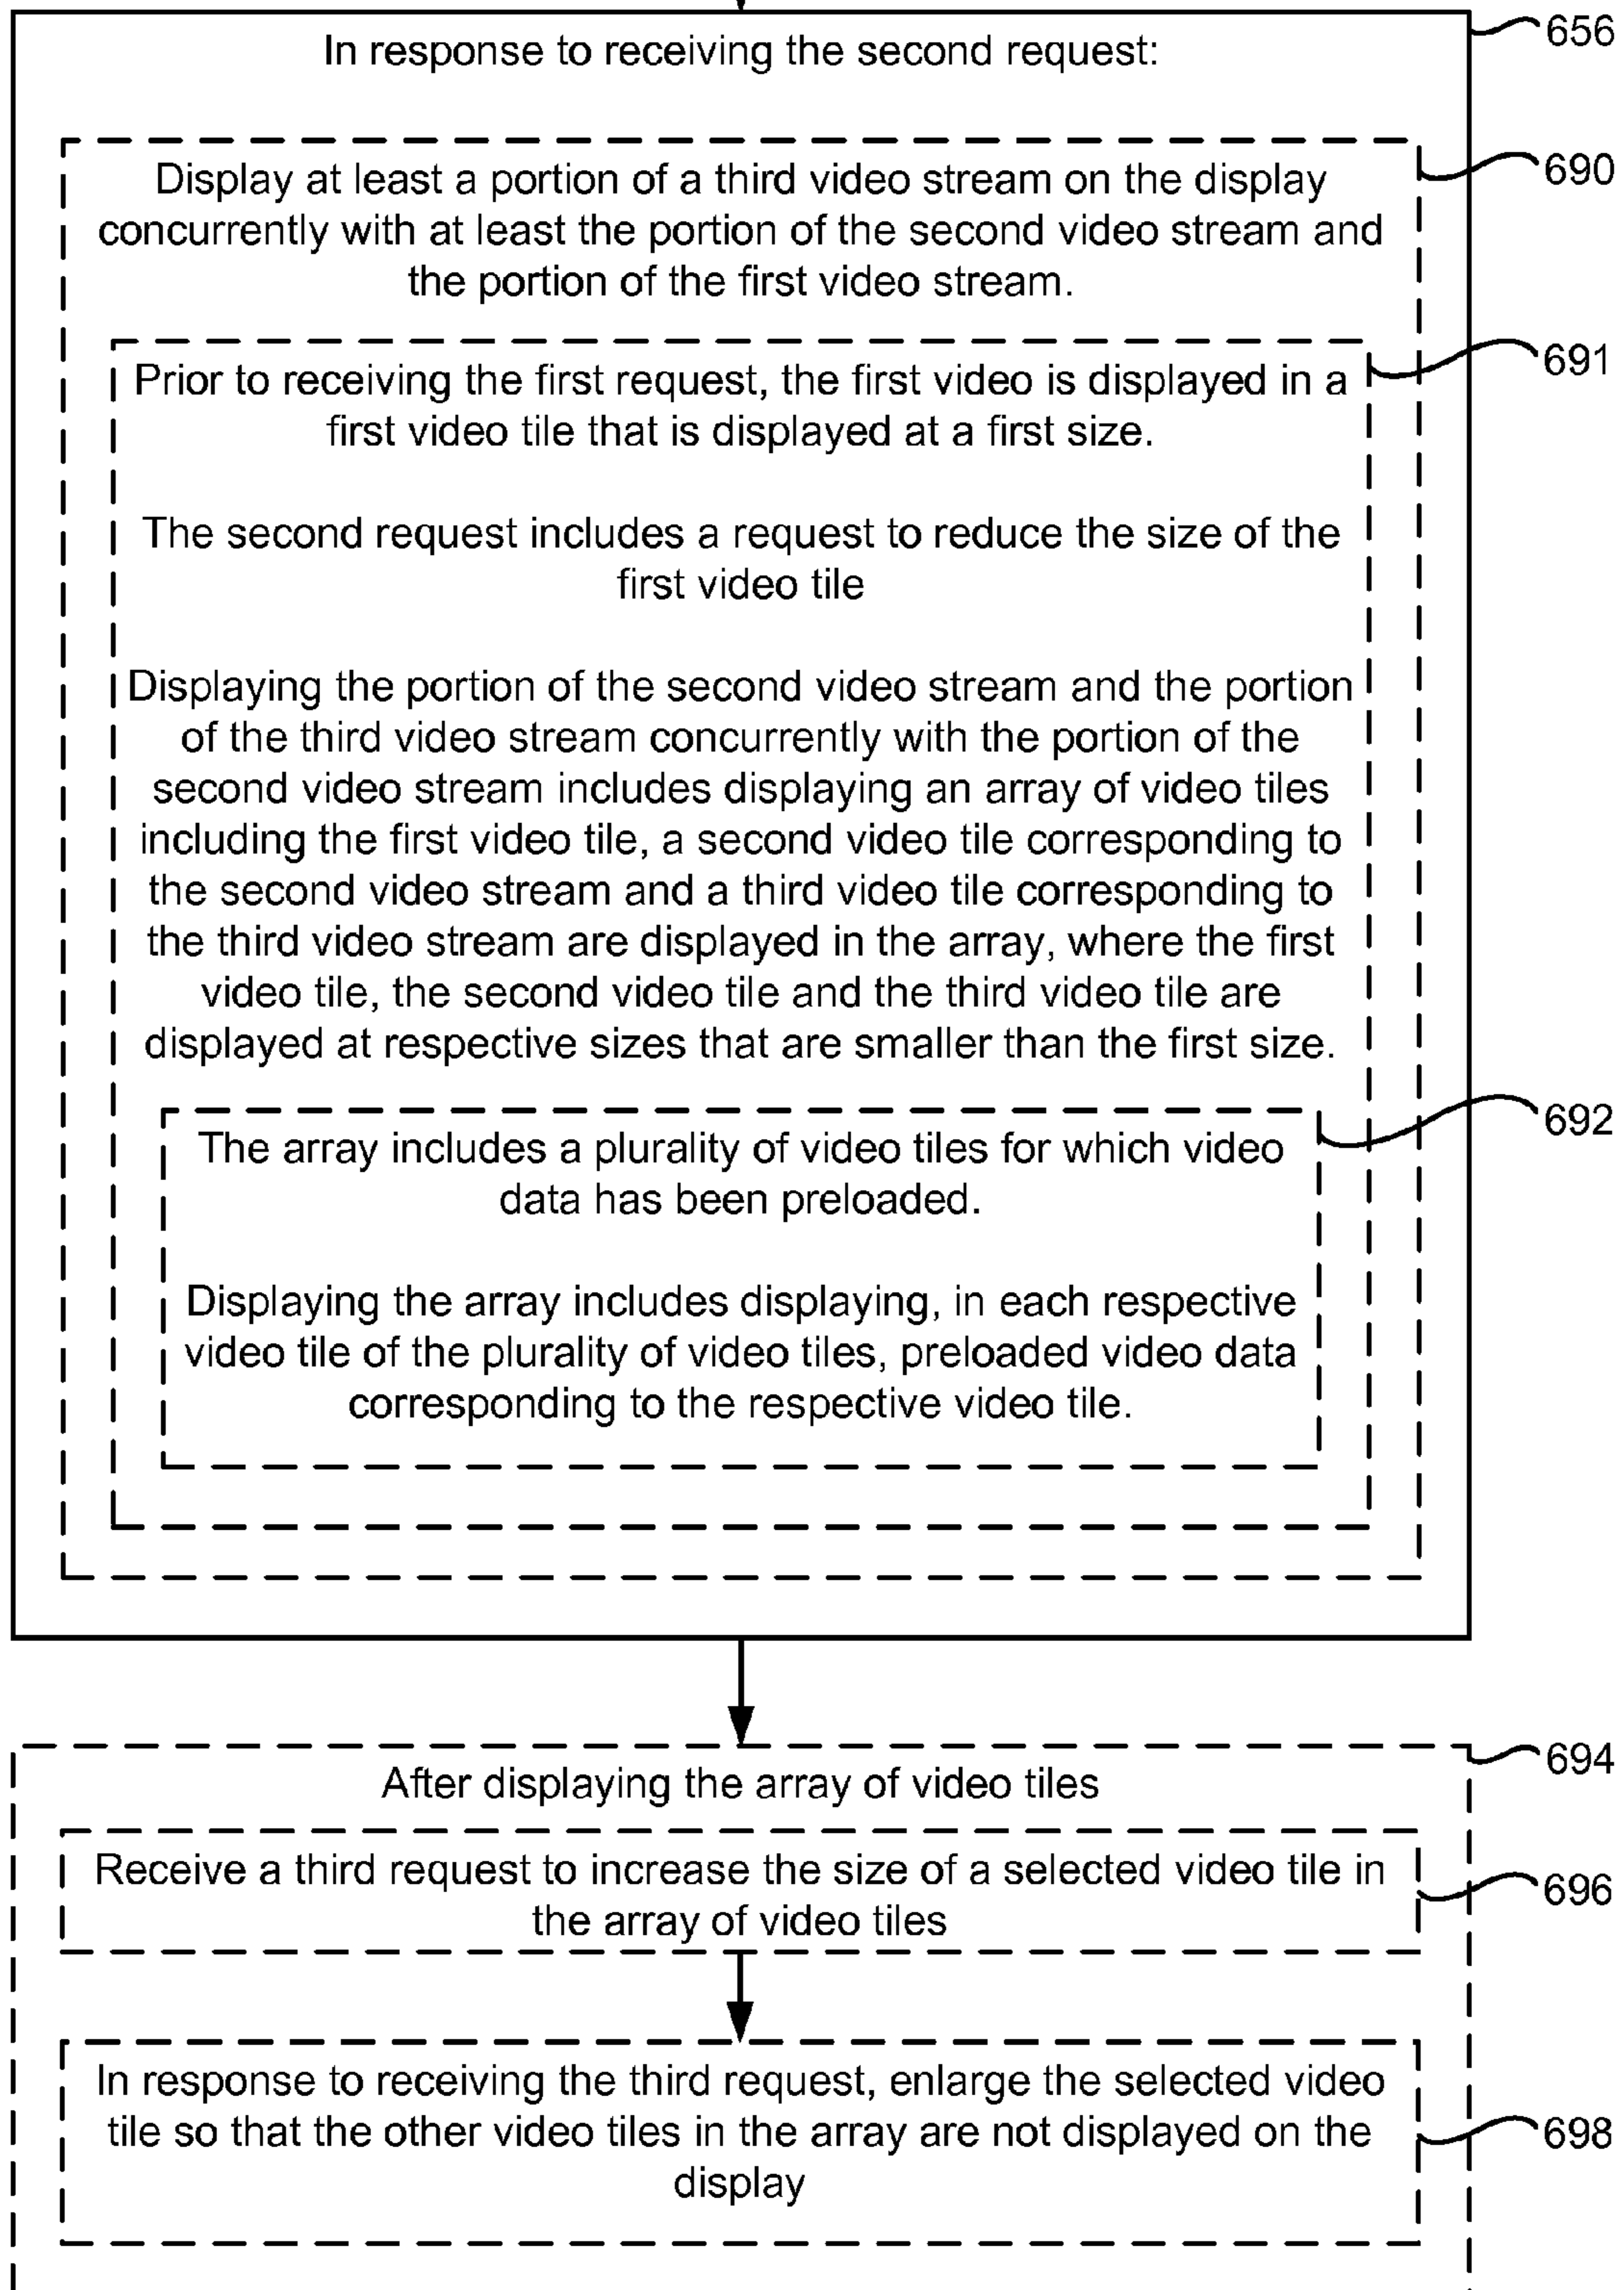 656
In response to receiving the second request:
690
Display at least a portion of a third video stream on the display
concurrently with at least the portion of the second video stream and
the portion of the first video stream.
691
Prior to receiving the first request, the first video is displayed in a
first video tile that is displayed at a first size.
The second request includes a request to reduce the size of the
first video tile
Displaying the portion of the second video stream and the portion
of the third video stream concurrently with the portion of the
second video stream includes displaying an array of video tiles
including the first video tile, a second video tile corresponding to
the second video stream and a third video tile corresponding to
the third video stream are displayed in the array, where the first
video tile, the second video tile and the third video tile are
displayed at respective sizes that are smaller than the first size.
692
The array includes a plurality of video tiles for which video
data has been preloaded.
Displaying the array includes displaying, in each respective
video tile of the plurality of video tiles, preloaded video data
corresponding to the respective video tile.
694
After displaying the array of video tiles
Receive a third request to increase the size of a selected video tile in
696
the array of video tiles
In response to receiving the third request, enlarge the selected video
tile so that the other video tiles in the array are not displayed on the
698
display